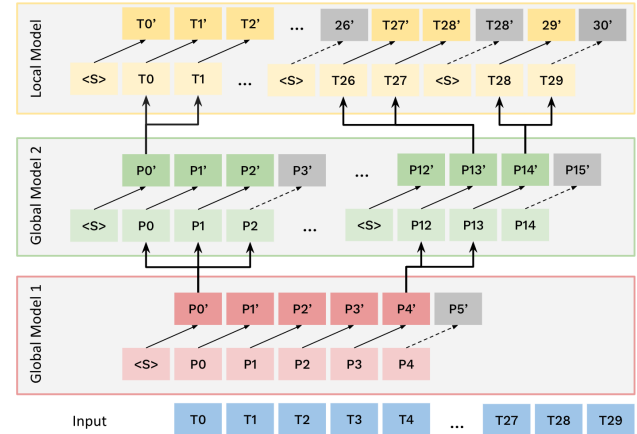 Local Model
T0' T1' T2' ... 26' T27' T28' T28' 29' 30'
<S> T0 T1 ... <S> T26 T27 <S> T28 T29
Global Model 2
P0' P1' P2' P3' ... P12' P13' P14' P15'
<S> P0 P1 P2 ... <S> P12 P13 P14
Global Model 1
P0' P1' P2' P3' P4' P5'
<S> P0 P1 P2 P3 P4
Input T0 T1 T2 T3 T4 ... T27 T28 T29